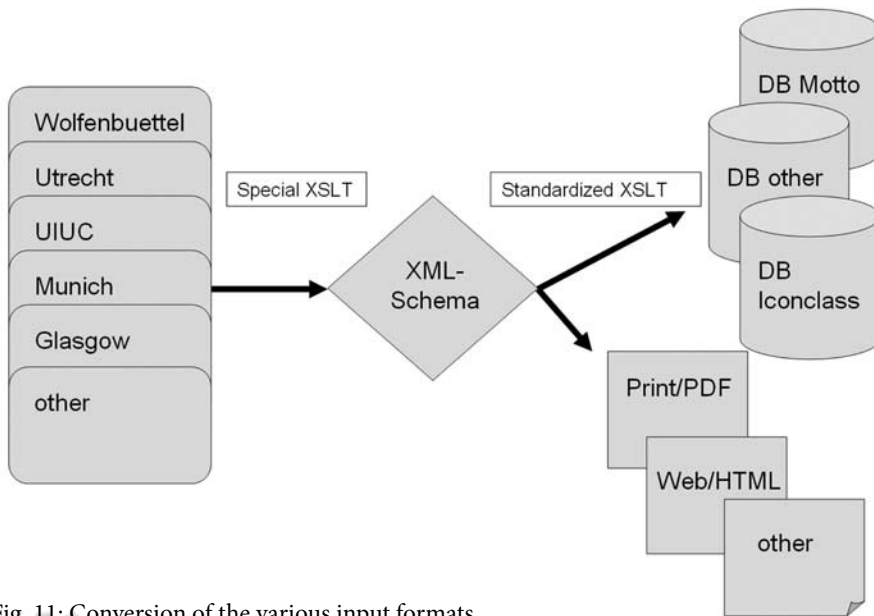 Wolfenbuettel
Utrecht
UIUC
Munich
Glasgow
other
Special XSLT
XML-
Schema
Standardized XSLT
DB Motto
DB other
DB
Iconclass
Print/PDF
Web/HTML
other
Fig. 11: Conversion of the various input formats